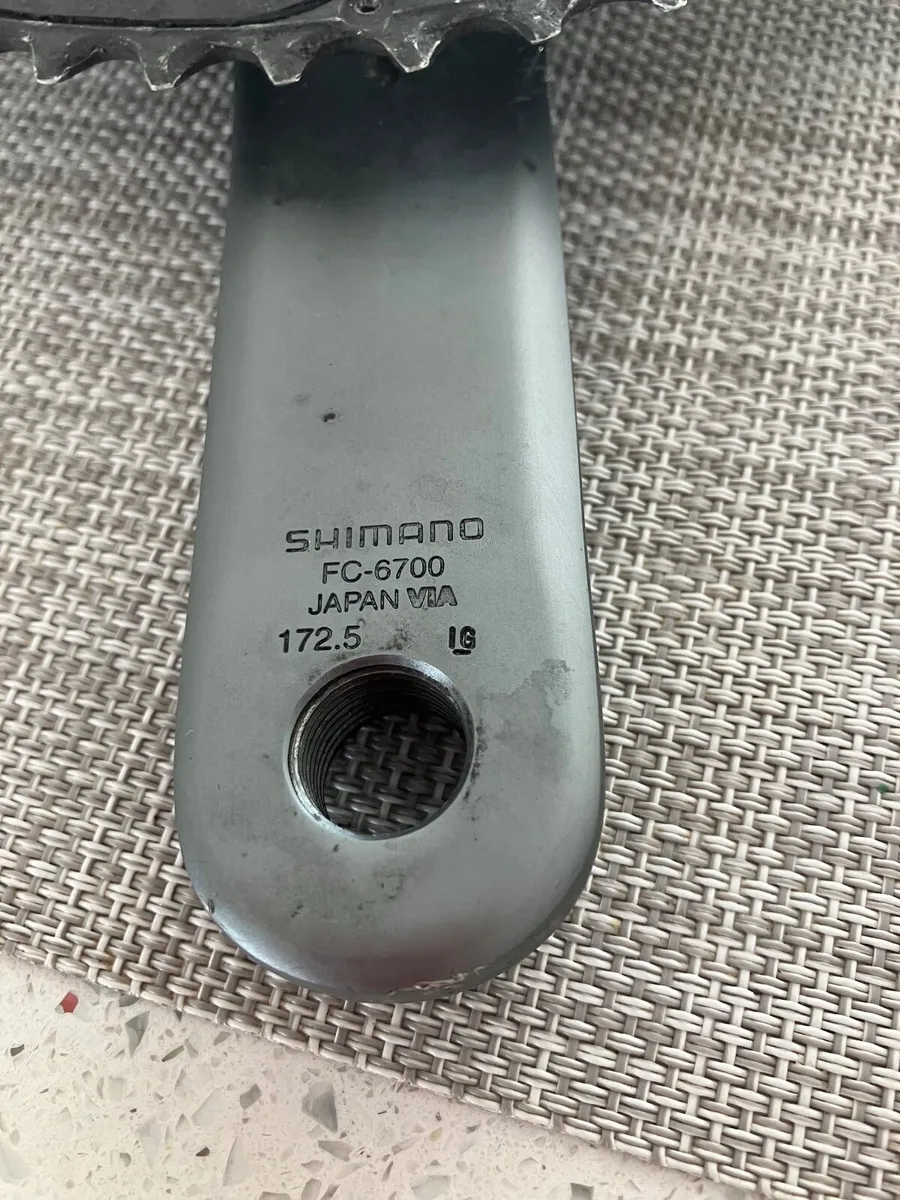 SHIMANO
FC-6700
JAPAN VIA
172.5 IG